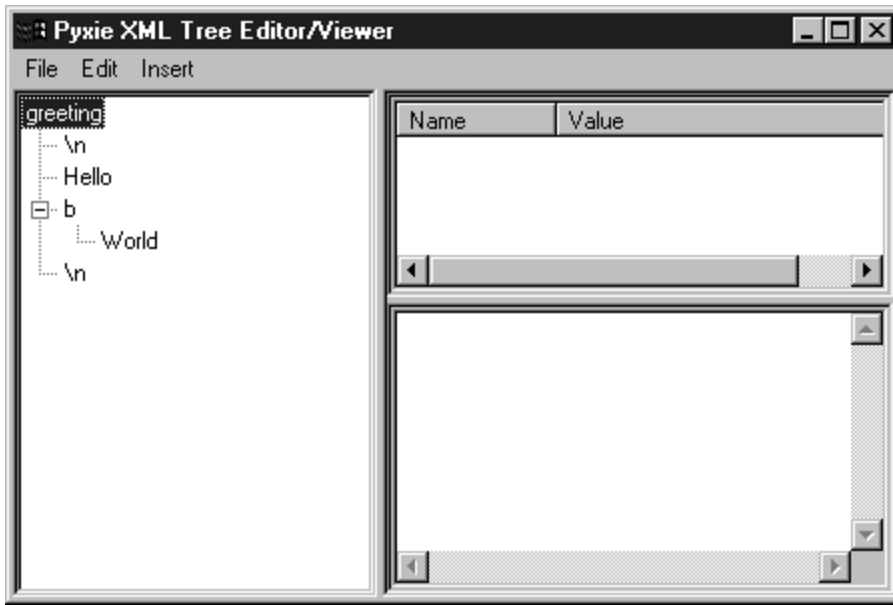 Pyxie XML Tree Editor/Viewer
File Edit Insert
greeting
\n
Hello
b
World
\n
Name Value